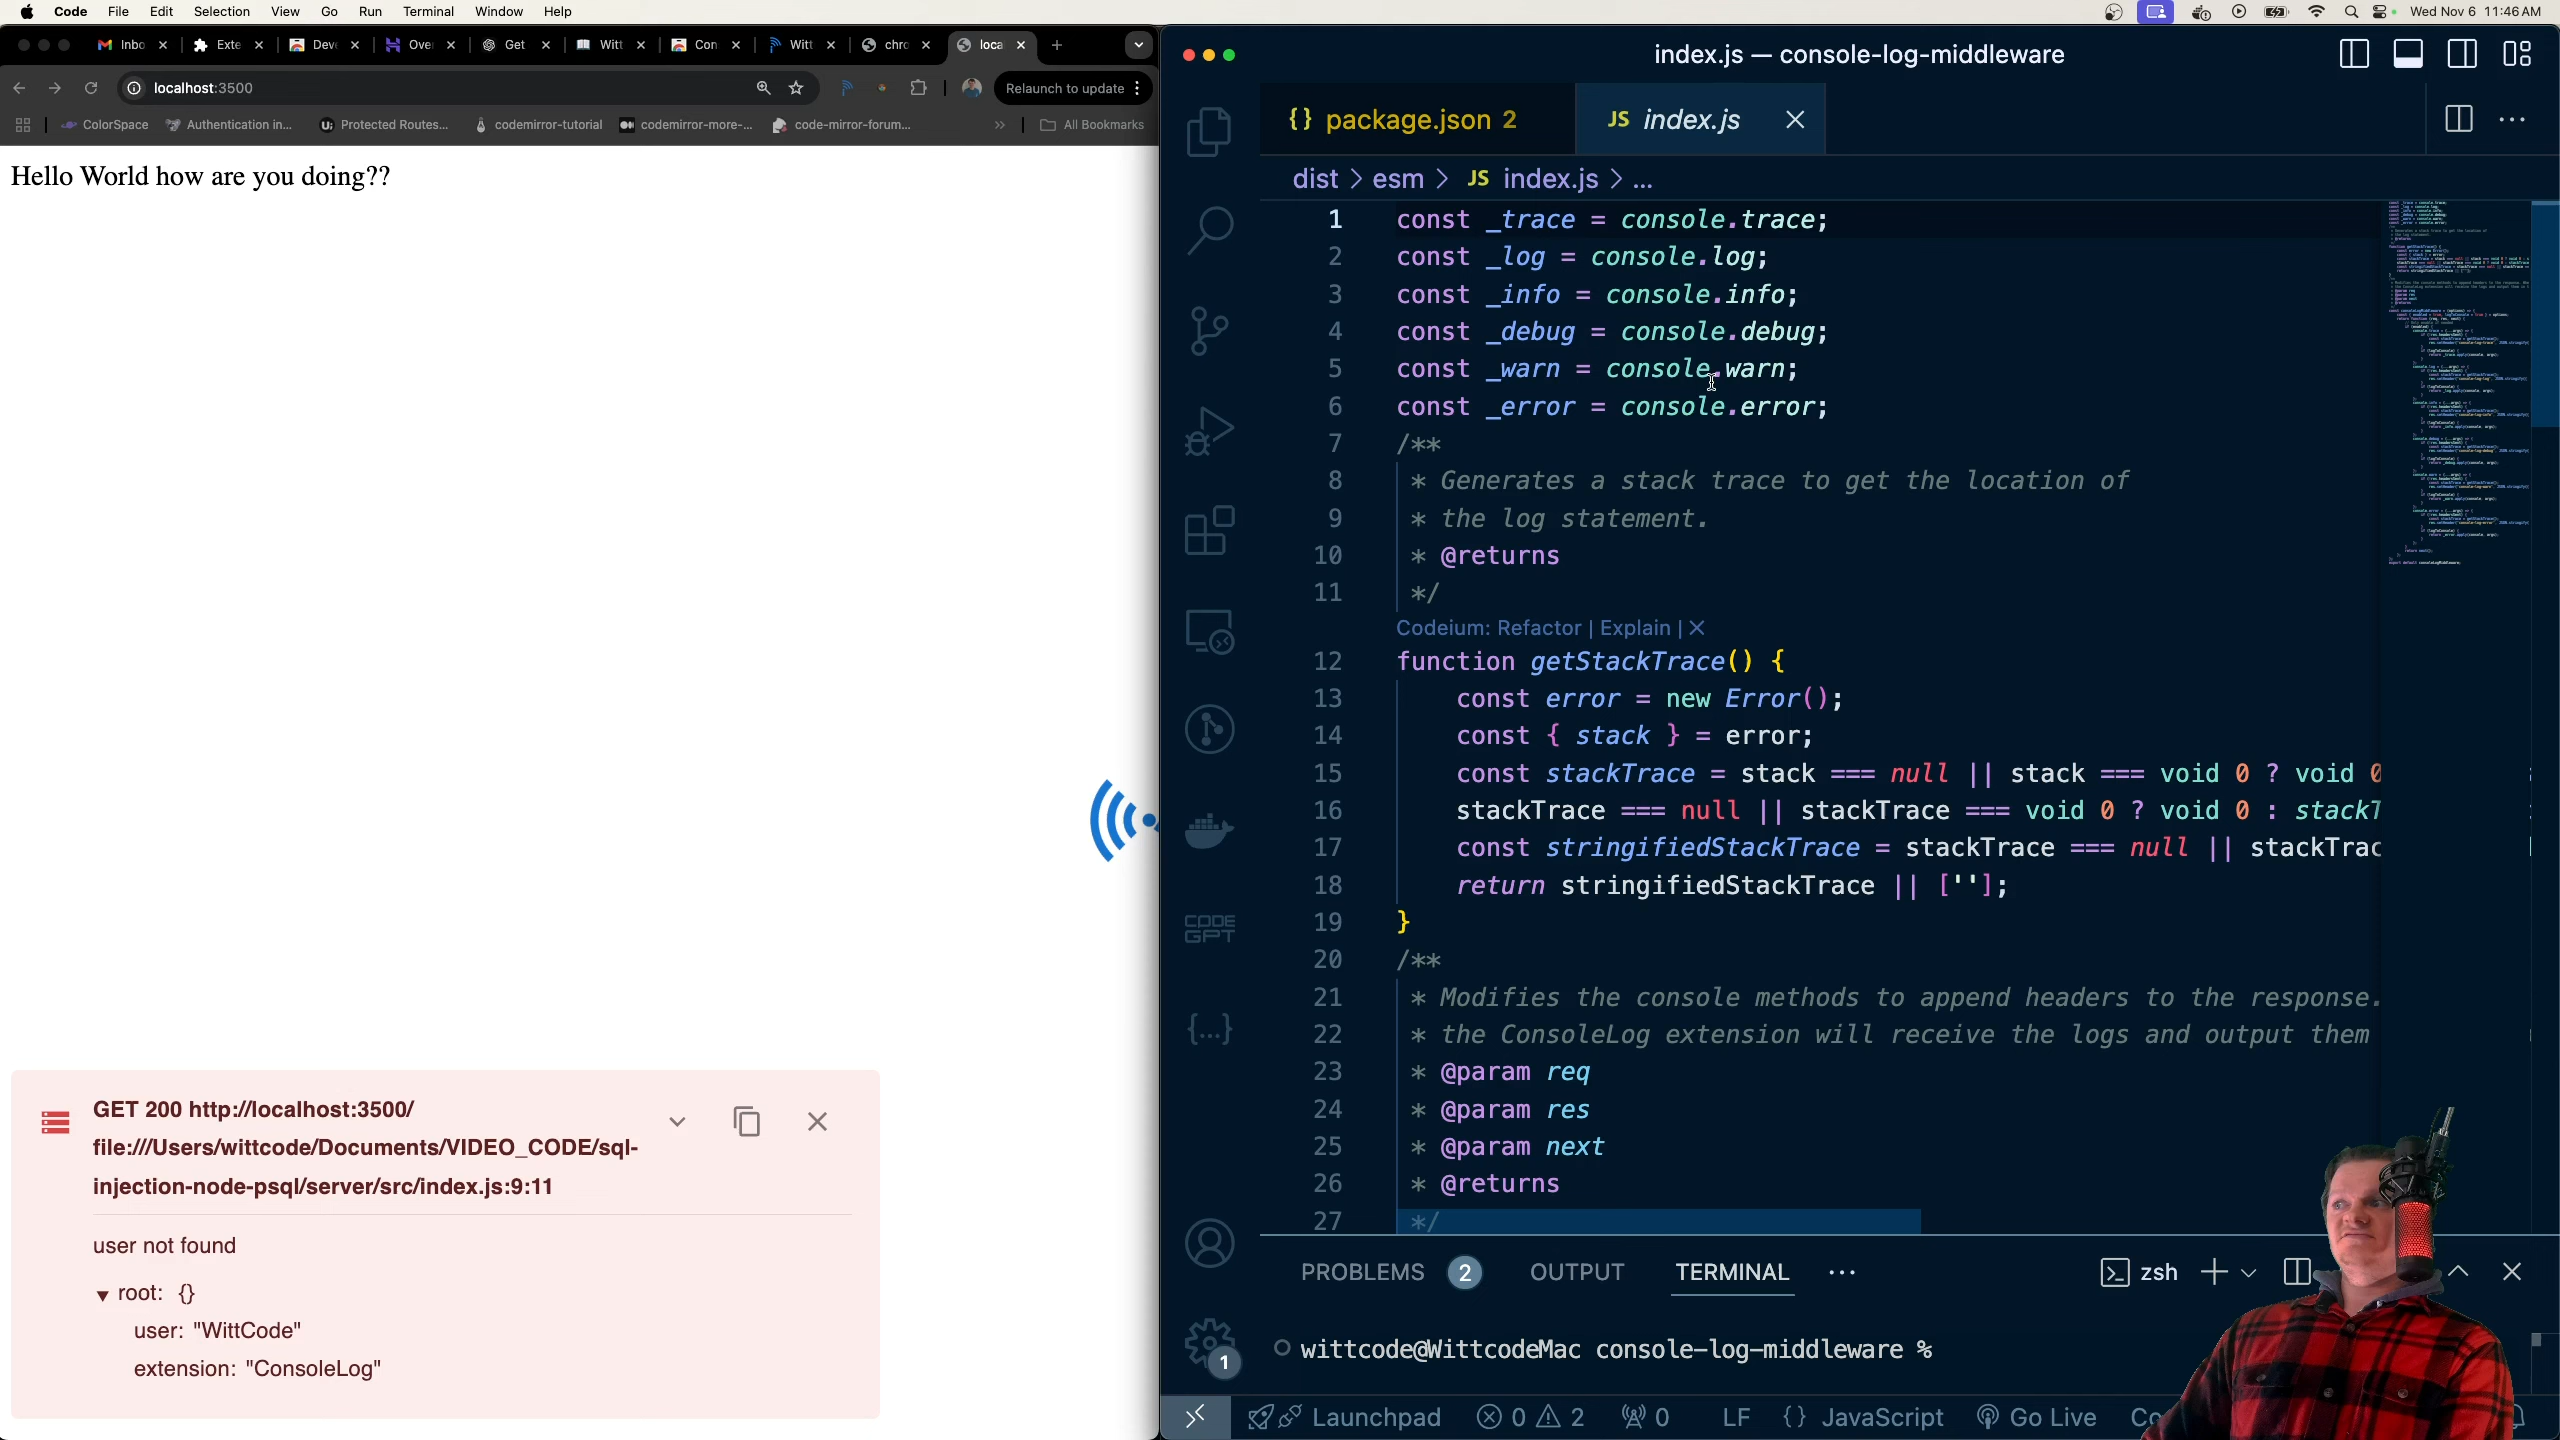 Code File Edit Selection View Go Run Terminal Window Help
Wed Nov 6 11:46 AM
Inbo
Exte
Dev
Ove
Get
Witt
Con
Witt
chro
loca
localhost:3500
Relaunch to update
ColorSpace
Authentication in...
Protected Routes...
codemirror-tutorial
codemirror-more-...
code-mirror-forum...
»
All Bookmarks
Hello World how are you doing??
GET 200 http://localhost:3500/
file:///Users/wittcode/Documents/VIDEO_CODE/sql-
injection-node-psql/server/src/index.js:9:11
user not found
▼ root: {}
user: "WittCode"
extension: "ConsoleLog"
index.js — console-log-middleware
{} package.json 2
JS index.js
dist > esm > JS index.js > ...
1 const _trace = console.trace;
2 const _log = console.log;
3 const _info = console.info;
4 const _debug = console.debug;
5 const _warn = console.warn;
6 const _error = console.error;
7 /**
8 * Generates a stack trace to get the location of
9 * the log statement.
10 * @returns
11 */
Codeium: Refactor | Explain | X
12 function getStackTrace() {
13 const error = new Error();
14 const { stack } = error;
15 const stackTrace = stack === null || stack === void 0 ? void 0
16 stackTrace === null || stackTrace === void 0 ? void 0 : stackT
17 const stringifiedStackTrace = stackTrace === null || stackTrac
18 return stringifiedStackTrace || [''];
19 }
20 /**
21 * Modifies the console methods to append headers to the response.
22 * the ConsoleLog extension will receive the logs and output them
23 * @param req
24 * @param res
25 * @param next
26 * @returns
27 */
CODE
GPT
{...}
PROBLEMS 2 OUTPUT TERMINAL ···
zsh
wittcode@WittcodeMac console-log-middleware %
1
Launchpad 0 2 0 LF {} JavaScript Go Live Co